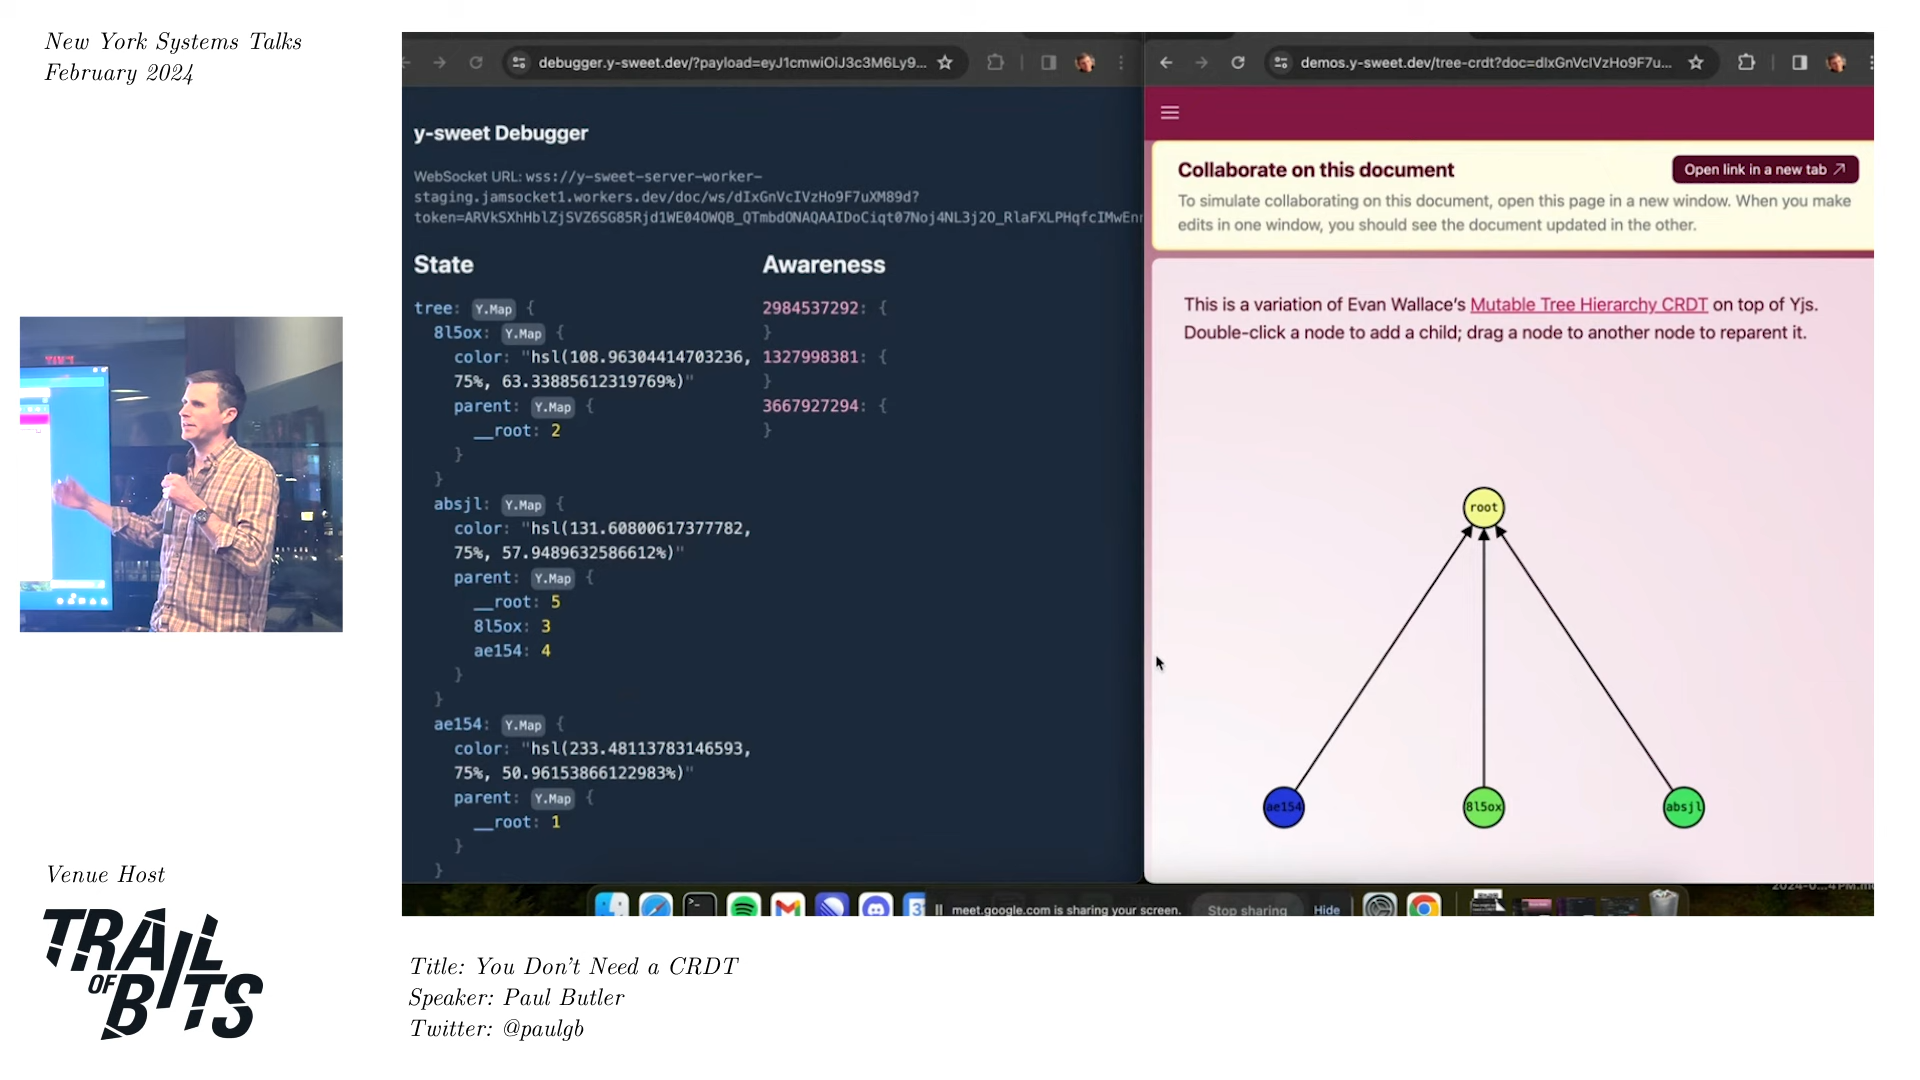 New York Systems Talks
February 2024
debugger.y-sweet.dev/?payload=eyJ1cmwiOiJ3c3M6Ly9...
y-sweet Debugger
WebSocket URL: wss://y-sweet-server-worker-
staging.jamsocket1.workers.dev/doc/ws/dIxGnVcIVzHo9F7uXM89d?
State
tree: Y.Map {
8l5ox: Y.Map {
color: "hsl(108.96304414703236,
75%, 63.33885612319769%)"
parent: Y.Map {
__root: 2
}
}
absjl: Y.Map {
color: "hsl(131.60800617377782,
75%, 57.9489632586612%)"
parent: Y.Map {
__root: 5
8l5ox: 3
ae154: 4
}
}
ae154: Y.Map {
color: "hsl(233.48113783146593,
75%, 50.96153866122983%)"
parent: Y.Map {
__root: 1
}
}
Awareness
2984537292: {
}
1327998381: {
}
3667927294: {
}
demos.y-sweet.dev/tree-crdt?doc=dIxGnVcIVzHo9F7u...
Collaborate on this document
Open link in a new tab ↗
To simulate collaborating on this document, open this page in a new window. When you make
edits in one window, you should see the document updated in the other.
This is a variation of Evan Wallace's Mutable Tree Hierarchy CRDT on top of Yjs.
Double-click a node to add a child; drag a node to another node to reparent it.
root
ae154
8l5ox
absjl
meet.google.com is sharing your screen.
Stop sharing
Hide
Venue Host
TRAIL
OF
BITS
Title: You Don't Need a CRDT
Speaker: Paul Butler
Twitter: @paulgb